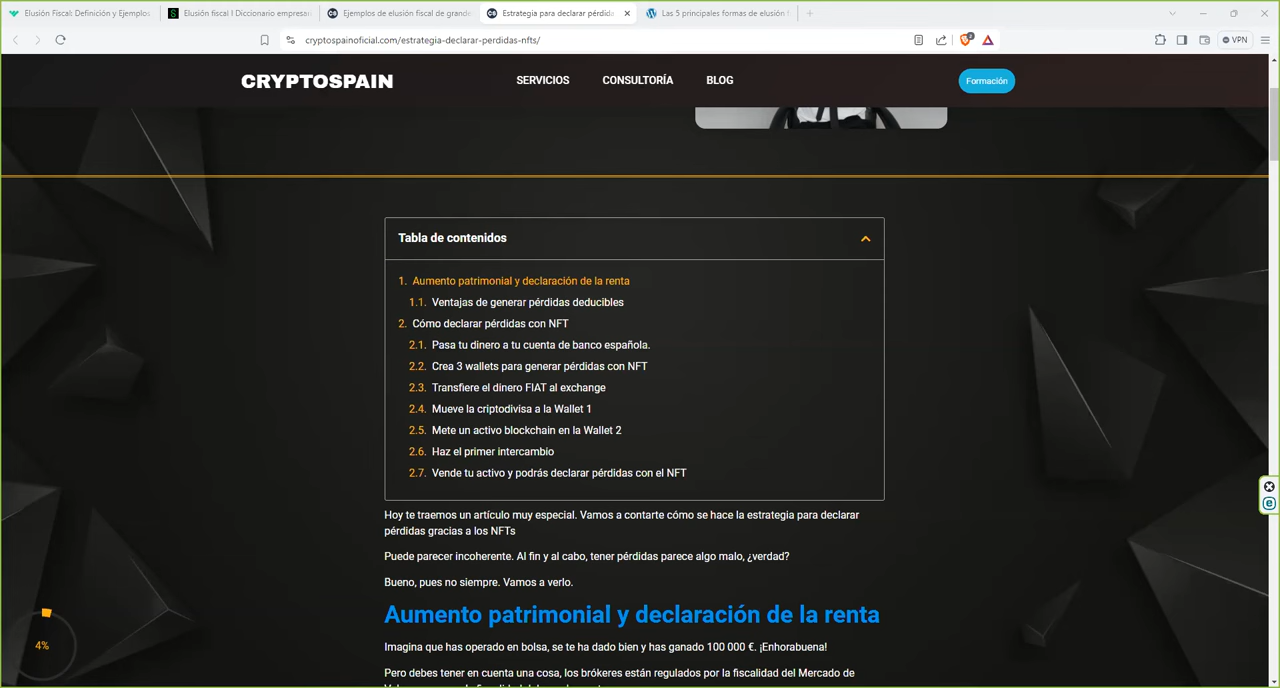 Elusión Fiscal: Definición y Ejemplos
Elusión fiscal | Diccionario empresaria
Ejemplos de elusión fiscal de grande
Estrategia para declarar pérdida
Las 5 principales formas de elusión f
cryptospainoficial.com/estrategia-declarar-perdidas-nfts/
2
VPN
CRYPTOSPAIN
SERVICIOS
CONSULTORÍA
BLOG
Formación
Tabla de contenidos
1. Aumento patrimonial y declaración de la renta
1.1. Ventajas de generar pérdidas deducibles
2. Cómo declarar pérdidas con NFT
2.1. Pasa tu dinero a tu cuenta de banco española.
2.2. Crea 3 wallets para generar pérdidas con NFT
2.3. Transfiere el dinero FIAT al exchange
2.4. Mueve la criptodivisa a la Wallet 1
2.5. Mete un activo blockchain en la Wallet 2
2.6. Haz el primer intercambio
2.7. Vende tu activo y podrás declarar pérdidas con el NFT
Hoy te traemos un artículo muy especial. Vamos a contarte cómo se hace la estrategia para declarar
pérdidas gracias a los NFTs
Puede parecer incoherente. Al fin y al cabo, tener pérdidas parece algo malo, ¿verdad?
Bueno, pues no siempre. Vamos a verlo.
Aumento patrimonial y declaración de la renta
Imagina que has operado en bolsa, se te ha dado bien y has ganado 100 000 €. ¡Enhorabuena!
Pero debes tener en cuenta una cosa, los brókeres están regulados por la fiscalidad del Mercado de
4%